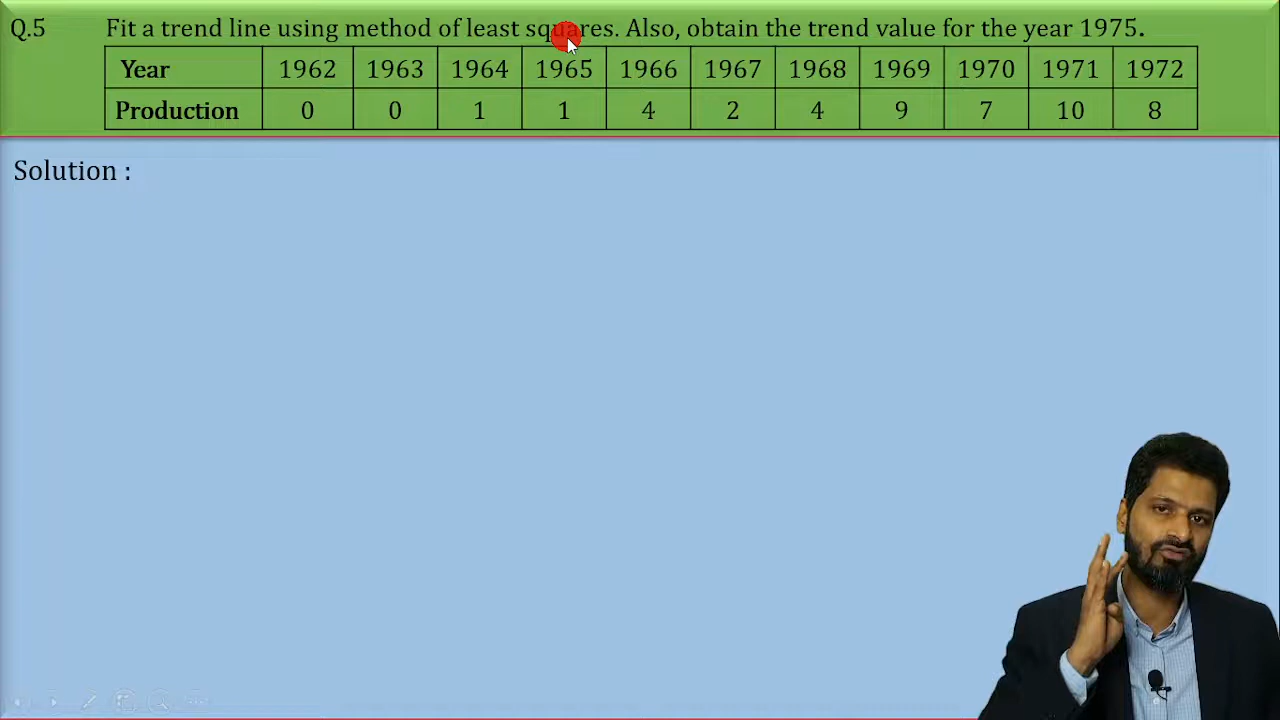 Q.5 Fit a trend line using method of least squares. Also, obtain the trend value for the year 1975.
Year 1962 1963 1964 1965 1966 1967 1968 1969 1970 1971 1972
Production 0 0 1 1 4 2 4 9 7 10 8
Solution :